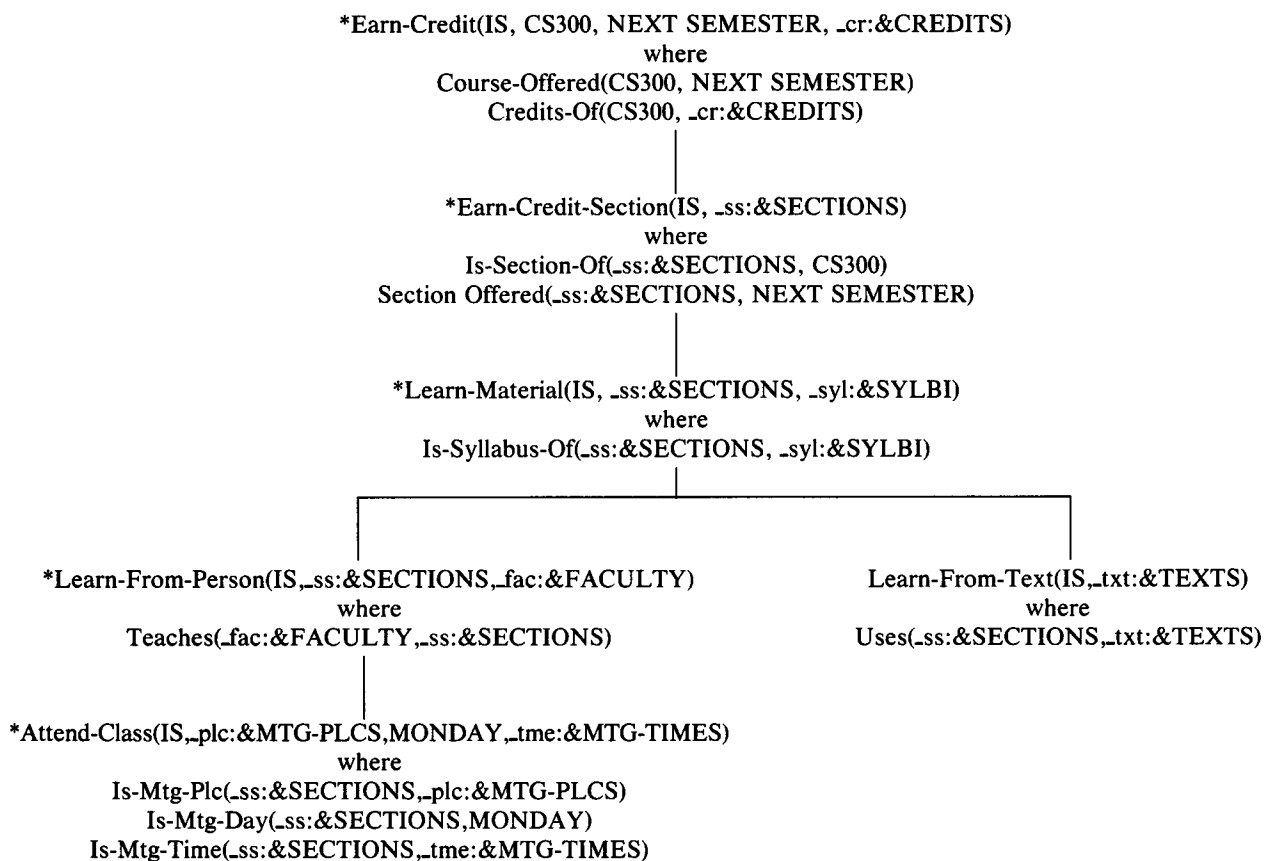 *Earn-Credit(IS, CS300, NEXT SEMESTER, _cr:&CREDITS)
where
Course-Offered(CS300, NEXT SEMESTER)
Credits-Of(CS300, _cr:&CREDITS)
*Earn-Credit-Section(IS, _ss:&SECTIONS)
where
Is-Section-Of(_ss:&SECTIONS, CS300)
Section Offered(_ss:&SECTIONS, NEXT SEMESTER)
*Learn-Material(IS, _ss:&SECTIONS, _syl:&SYLBI)
where
Is-Syllabus-Of(_ss:&SECTIONS, _syl:&SYLBI)
*Learn-From-Person(IS,_ss:&SECTIONS,_fac:&FACULTY)
where
Teaches(_fac:&FACULTY,_ss:&SECTIONS)
Learn-From-Text(IS,_txt:&TEXTS)
where
Uses(_ss:&SECTIONS,_txt:&TEXTS)
*Attend-Class(IS,_plc:&MTG-PLCS,MONDAY,_tme:&MTG-TIMES)
where
Is-Mtg-Plc(_ss:&SECTIONS,_plc:&MTG-PLCS)
Is-Mtg-Day(_ss:&SECTIONS,MONDAY)
Is-Mtg-Time(_ss:&SECTIONS,_tme:&MTG-TIMES)